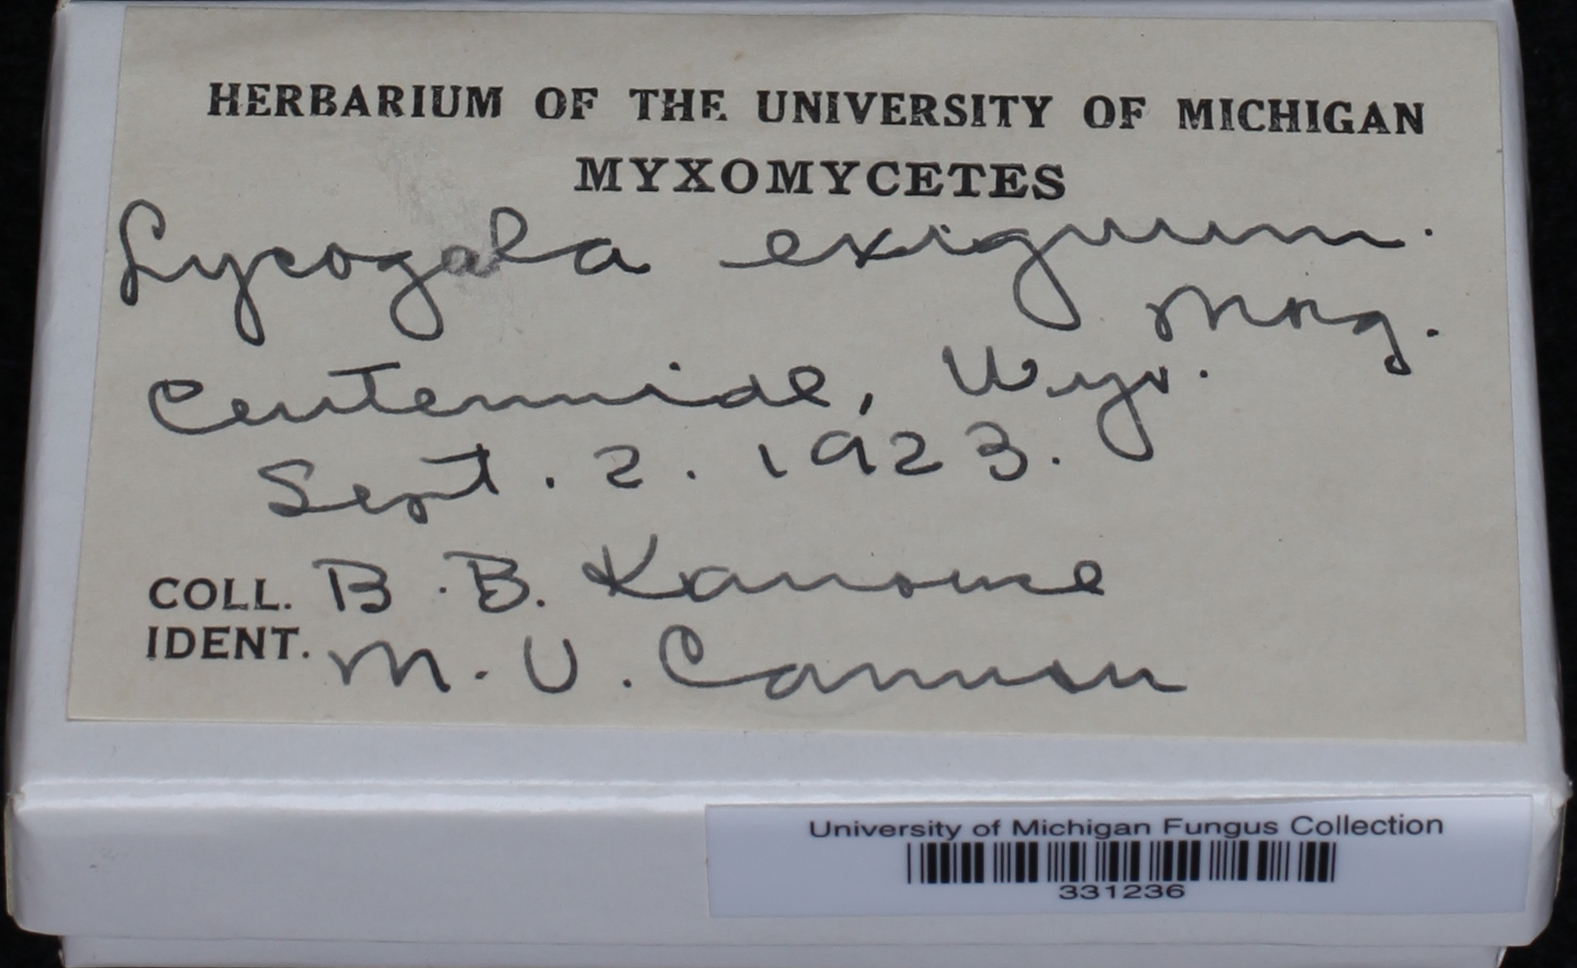 HERBARIUM OF THE UNIVERSITY OF MICHIGAN
MYXOMYCETES
Lycogala exiguum.
Morg.
Centennial, Wyo.
Sept. 2. 1923.
COLL. B. B. Kanouse
IDENT. M. U. Cannon
University of Michigan Fungus Collection
331236